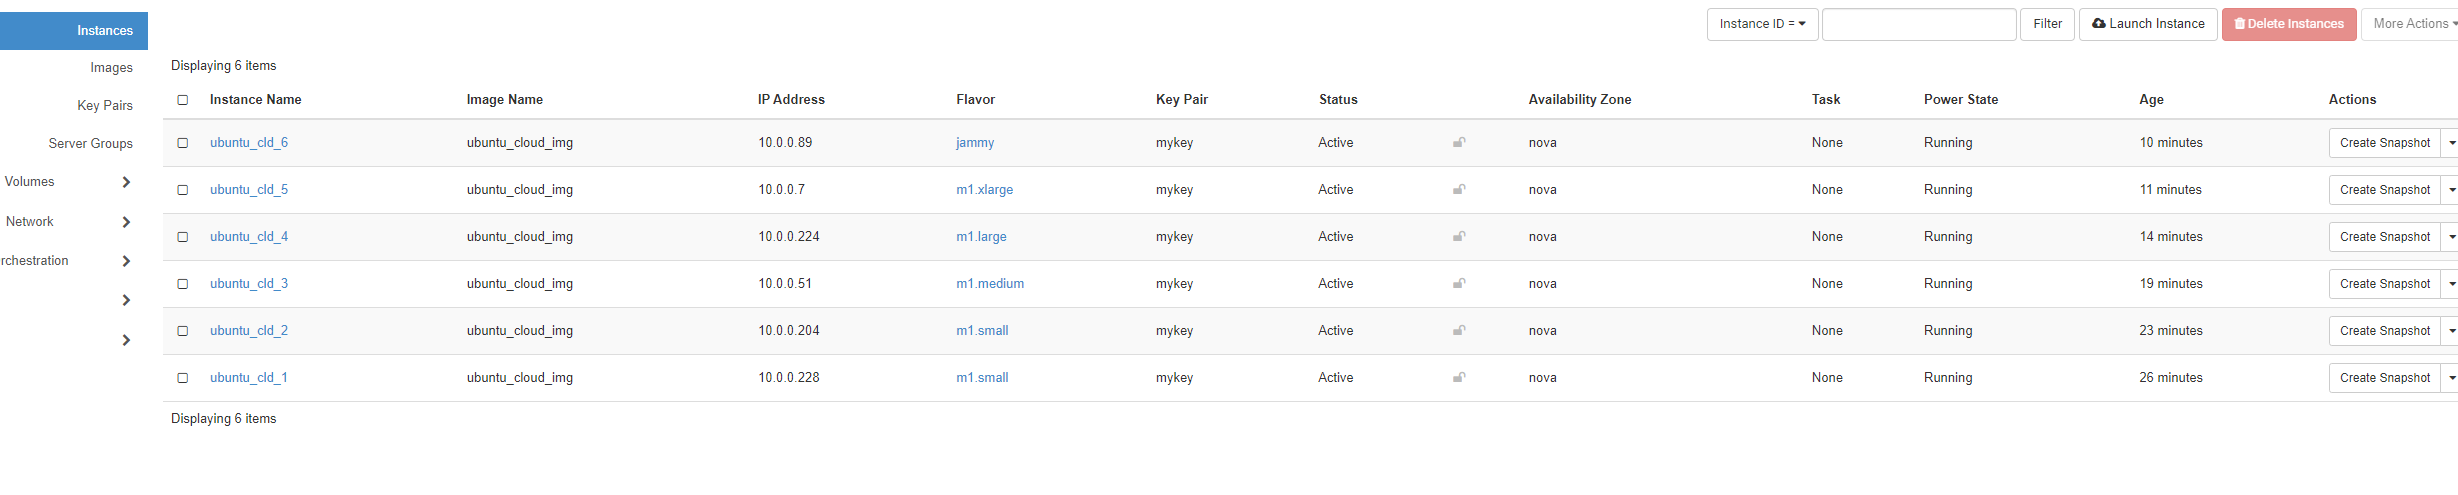 Instances
Images
Key Pairs
Server Groups
Volumes
Network
rchestration
Instance ID = Filter Launch Instance Delete Instances More Actions
Displaying 6 items
Instance Name Image Name IP Address Flavor Key Pair Status Availability Zone Task Power State Age Actions
ubuntu_cld_6 ubuntu_cloud_img 10.0.0.89 jammy mykey Active nova None Running 10 minutes Create Snapshot
ubuntu_cld_5 ubuntu_cloud_img 10.0.0.7 m1.xlarge mykey Active nova None Running 11 minutes Create Snapshot
ubuntu_cld_4 ubuntu_cloud_img 10.0.0.224 m1.large mykey Active nova None Running 14 minutes Create Snapshot
ubuntu_cld_3 ubuntu_cloud_img 10.0.0.51 m1.medium mykey Active nova None Running 19 minutes Create Snapshot
ubuntu_cld_2 ubuntu_cloud_img 10.0.0.204 m1.small mykey Active nova None Running 23 minutes Create Snapshot
ubuntu_cld_1 ubuntu_cloud_img 10.0.0.228 m1.small mykey Active nova None Running 26 minutes Create Snapshot
Displaying 6 items